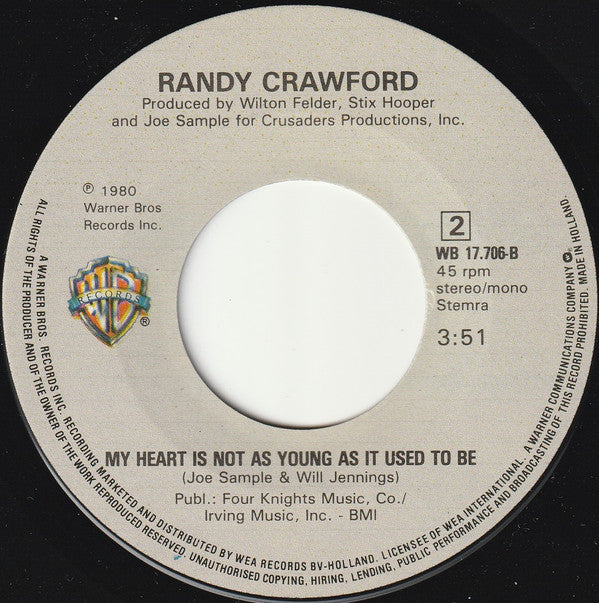 RANDY CRAWFORD
Produced by Wilton Felder, Stix Hooper
and Joe Sample for Crusaders Productions, Inc.
℗ 1980
Warner Bros
Records Inc.
2
WB 17.706-B
45 rpm
stereo/mono
Stemra
3:51
WB
RECORDS
®
MY HEART IS NOT AS YOUNG AS IT USED TO BE
(Joe Sample & Will Jennings)
Publ.: Four Knights Music, Co./
Irving Music, Inc. - BMI
A WARNER BROS. RECORDS INC. RECORDING MARKETED AND DISTRIBUTED BY WEA RECORDS BV-HOLLAND. LICENSEE OF WEA INTERNATIONAL. A WARNER COMMUNICATIONS COMPANY ®
ALL RIGHTS OF THE PRODUCER AND OF THE OWNER OF THE WORK REPRODUCED RESERVED. UNAUTHORISED COPYING, HIRING, LENDING, PUBLIC PERFORMANCE AND BROADCASTING OF THIS RECORD PROHIBITED. MADE IN HOLLAND.